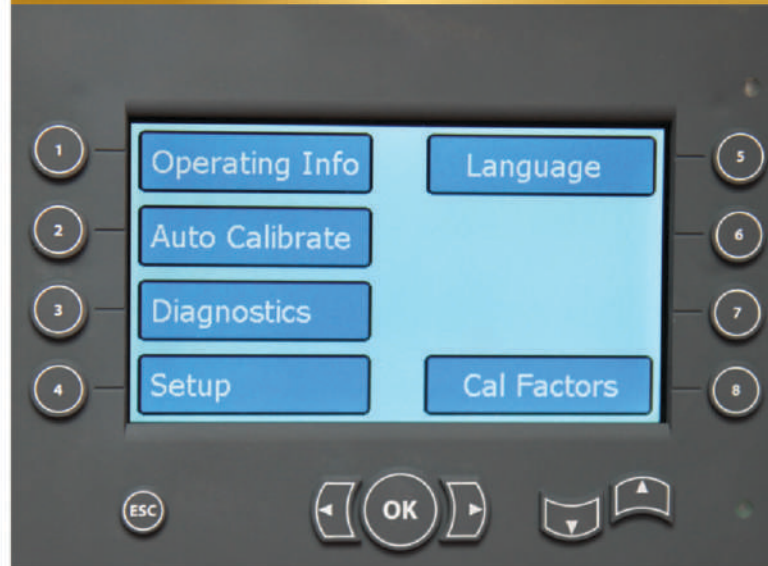 1
Operating Info
Language
5
2
Auto Calibrate
6
3
Diagnostics
7
4
Setup
Cal Factors
8
ESC
OK